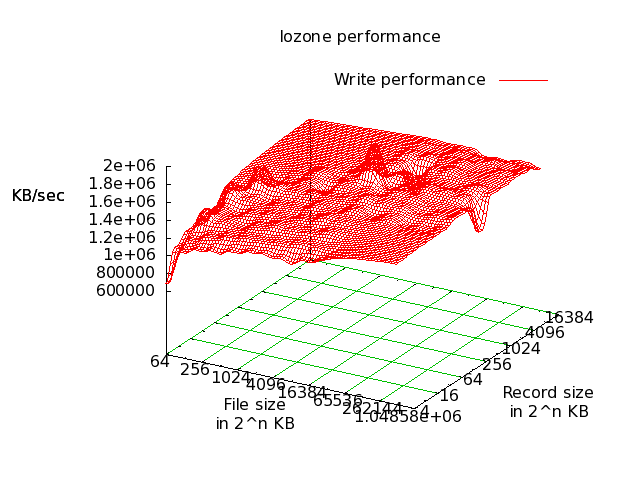 Iozone performance
Write performance
KB/sec
2e+06
1.8e+06
1.6e+06
1.4e+06
1.2e+06
1e+06
800000
600000
64
256
1024
4096
16384
65536
262144
1.04858e+06
File size
in 2^n KB
4
16
64
256
1024
4096
16384
Record size
in 2^n KB